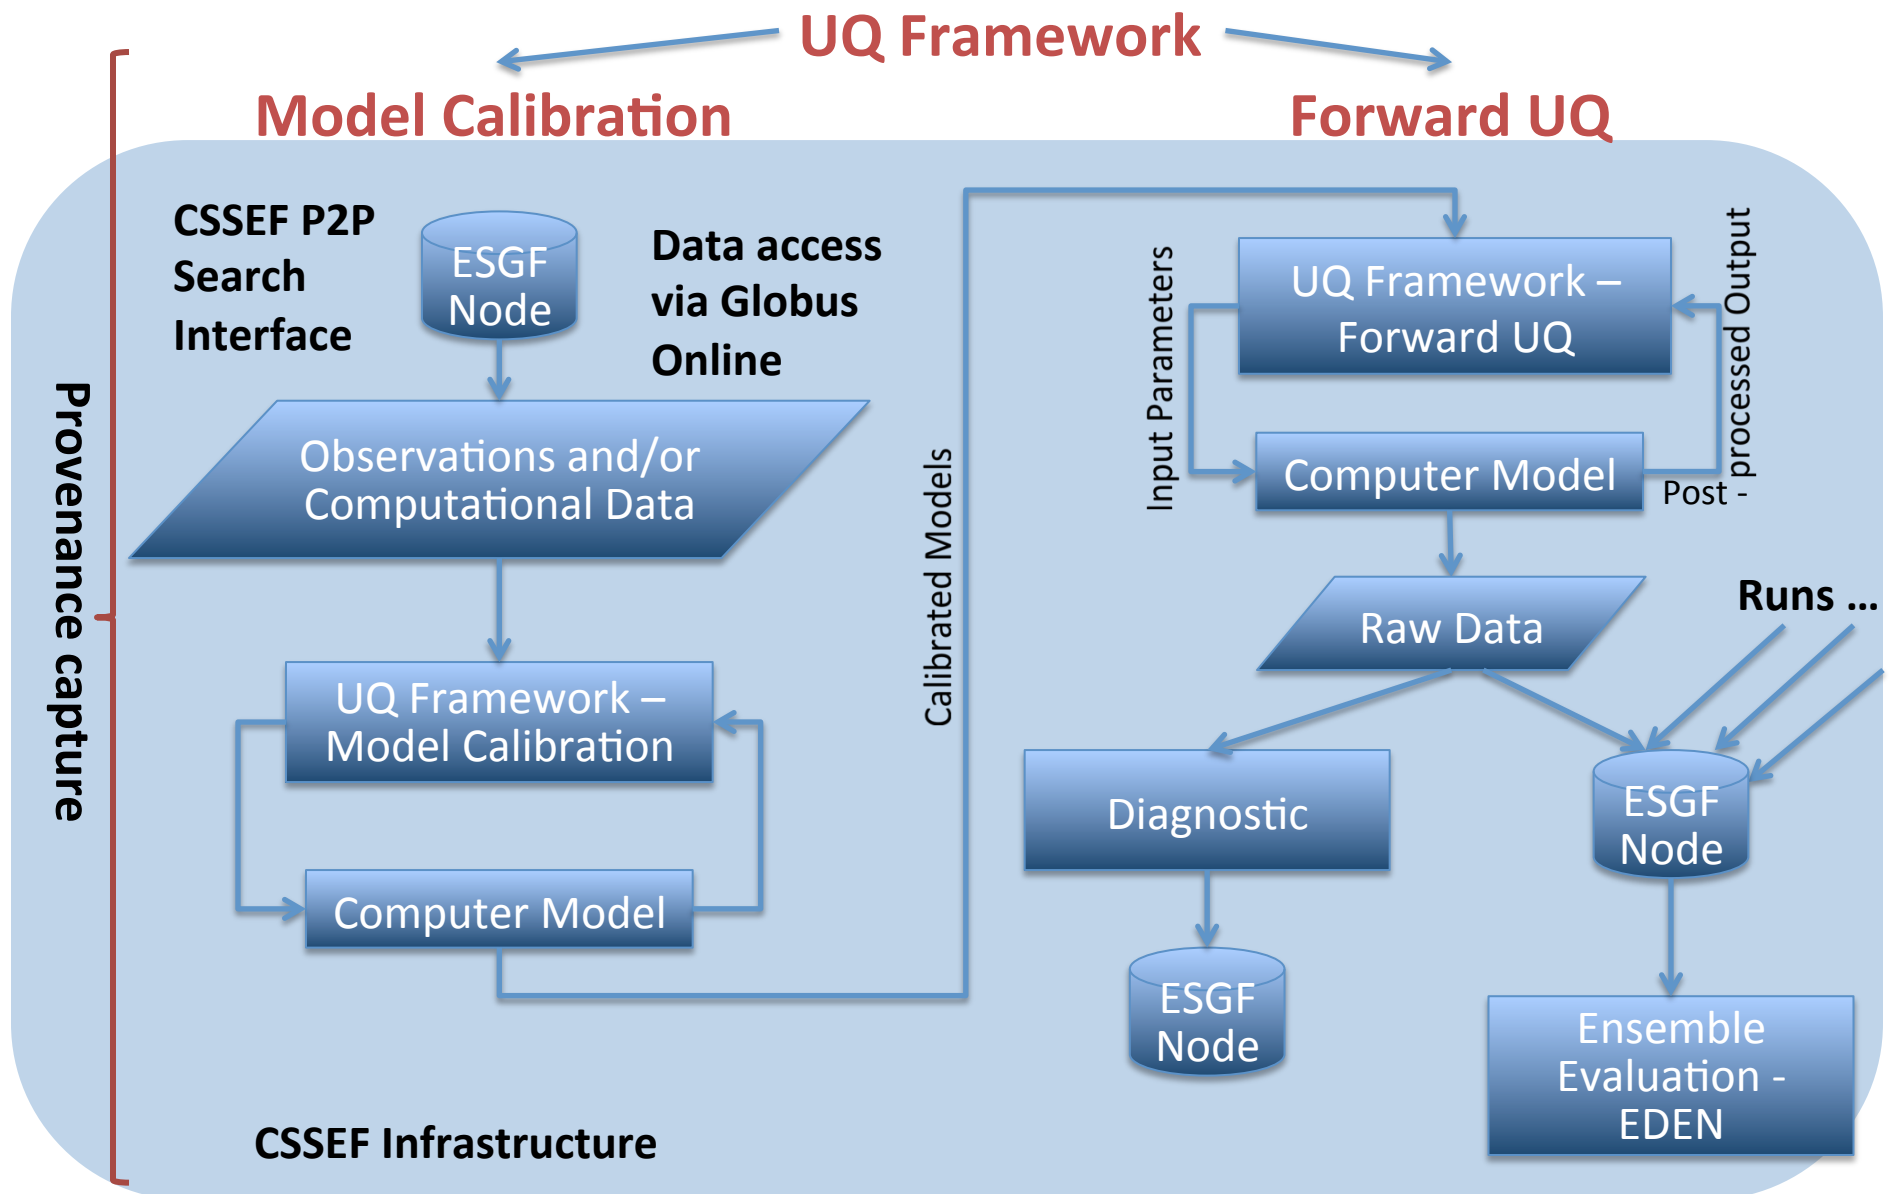 UQ Framework
Model Calibration
Forward UQ
Provenance capture
CSSEF P2P
Search
Interface
ESGF
Node
Data access
via Globus
Online
Observations and/or
Computational Data
UQ Framework –
Model Calibration
Computer Model
CSSEF Infrastructure
Calibrated Models
UQ Framework –
Forward UQ
Input Parameters
Computer Model
Post -
processed Output
Raw Data
Runs ...
Diagnostic
ESGF
Node
ESGF
Node
Ensemble
Evaluation -
EDEN